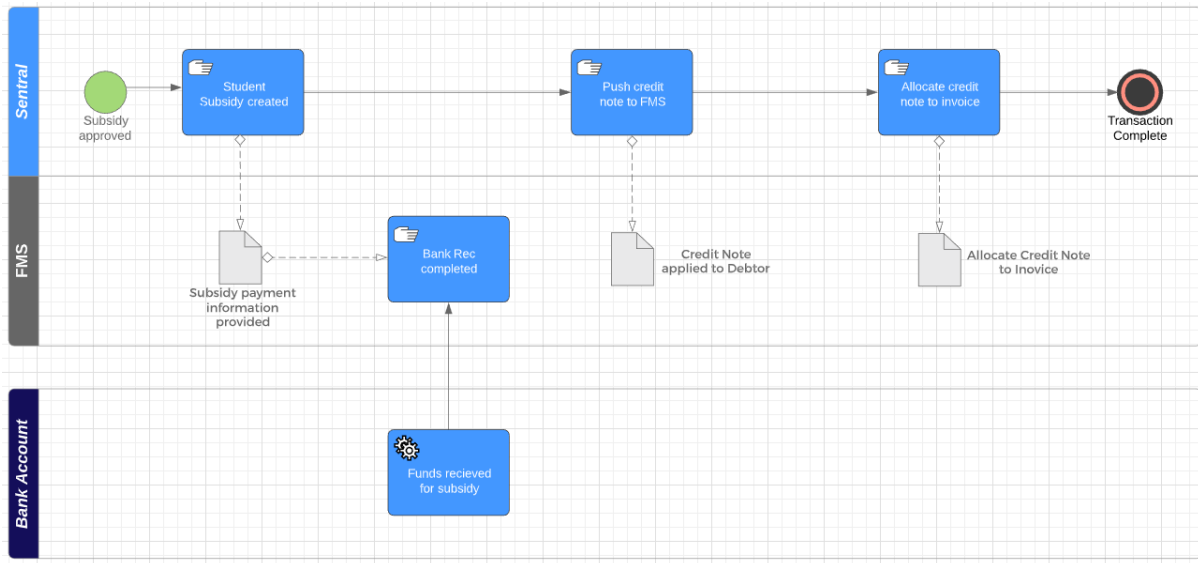 Sentral
Subsidy
approved
Student
Subsidy created
Push credit
note to FMS
Allocate credit
note to invoice
Transaction
Complete
FMS
Subsidy payment
information
provided
Bank Rec
completed
Credit Note
applied to Debtor
Allocate Credit Note
to Inovice
Bank Account
Funds recieved
for subsidy